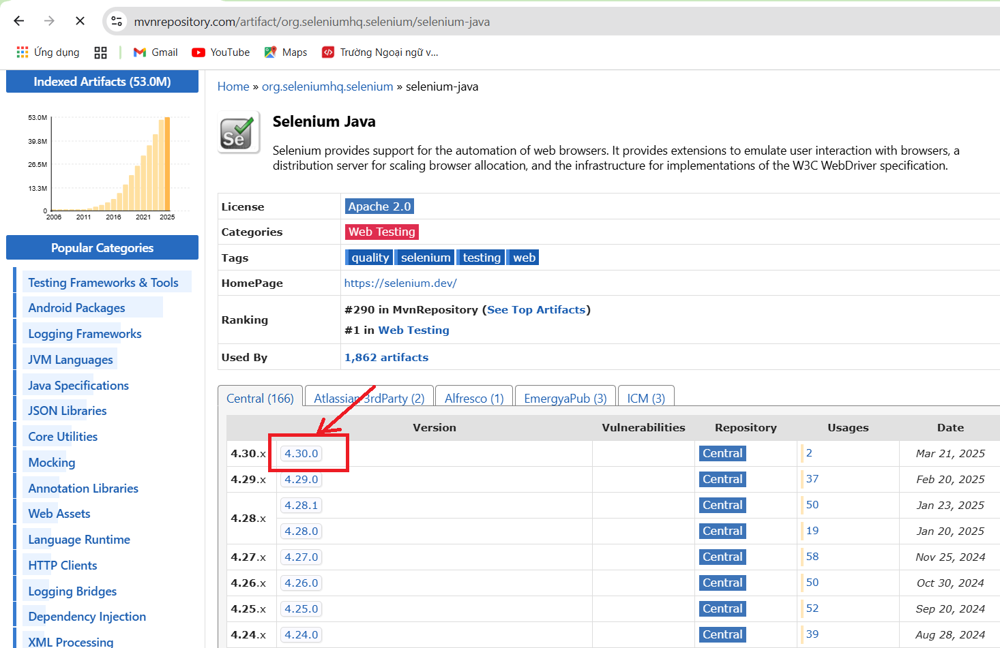 mvnrepository.com/artifact/org.seleniumhq.selenium/selenium-java
Ứng dụng
Gmail
YouTube
Maps
Trường Ngoại ngữ v...
Indexed Artifacts (53.0M)
53.0M
39.8M
26.5M
13.3M
0
2006 2011 2016 2021 2025
Popular Categories
Testing Frameworks & Tools
Android Packages
Logging Frameworks
JVM Languages
Java Specifications
JSON Libraries
Core Utilities
Mocking
Annotation Libraries
Web Assets
Language Runtime
HTTP Clients
Logging Bridges
Dependency Injection
XML Processing
Home » org.seleniumhq.selenium » selenium-java
Se
Selenium Java
Selenium provides support for the automation of web browsers. It provides extensions to emulate user interaction with browsers, a
distribution server for scaling browser allocation, and the infrastructure for implementations of the W3C WebDriver specification.
License Apache 2.0
Categories Web Testing
Tags quality selenium testing web
HomePage https://selenium.dev/
Ranking #290 in MvnRepository (See Top Artifacts)
#1 in Web Testing
Used By 1,862 artifacts
Central (166) Atlassian 3rdParty (2) Alfresco (1) EmergyaPub (3) ICM (3)
Version Vulnerabilities Repository Usages Date
4.30.x 4.30.0 Central 2 Mar 21, 2025
4.29.x 4.29.0 Central 37 Feb 20, 2025
4.28.x 4.28.1 Central 50 Jan 23, 2025
4.28.0 Central 19 Jan 20, 2025
4.27.x 4.27.0 Central 58 Nov 25, 2024
4.26.x 4.26.0 Central 50 Oct 30, 2024
4.25.x 4.25.0 Central 52 Sep 20, 2024
4.24.x 4.24.0 Central 39 Aug 28, 2024